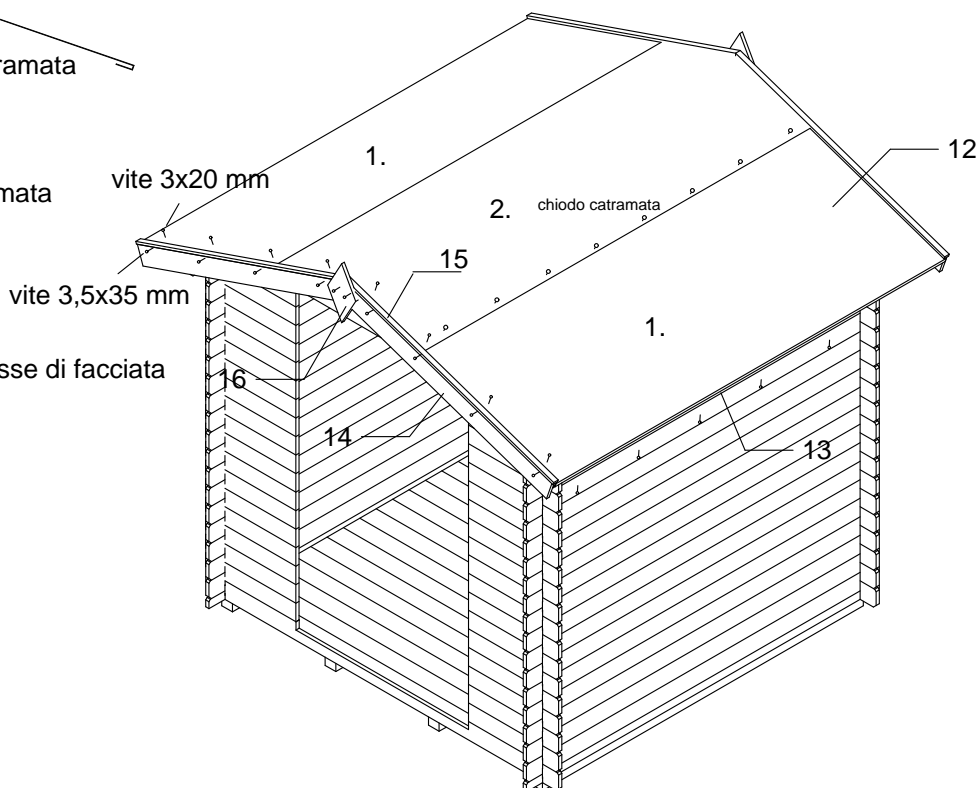 ramata
mata
vite 3x20 mm
12
1.
2.
chiodo catramata
15
vite 3,5x35 mm
1.
sse di facciata
16
14
13